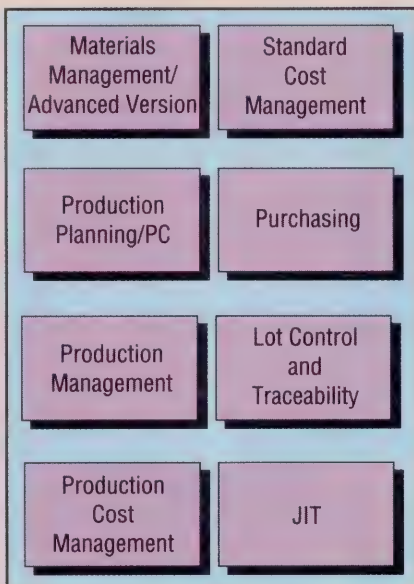 Materials
Management/
Advanced Version
Standard
Cost
Management
Production
Planning/PC
Purchasing
Production
Management
Lot Control
and
Traceability
Production
Cost
Management
JIT